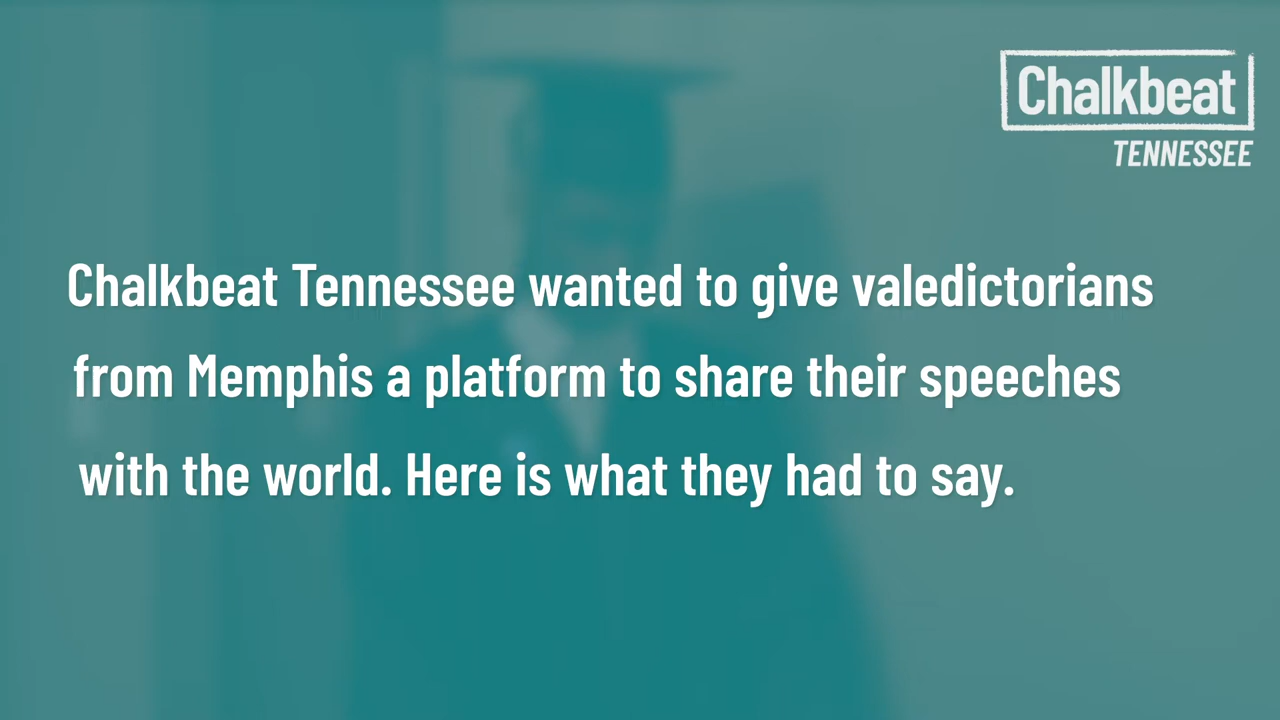 Chalkbeat
TENNESSEE
Chalkbeat Tennessee wanted to give valedictorians
from Memphis a platform to share their speeches
with the world. Here is what they had to say.